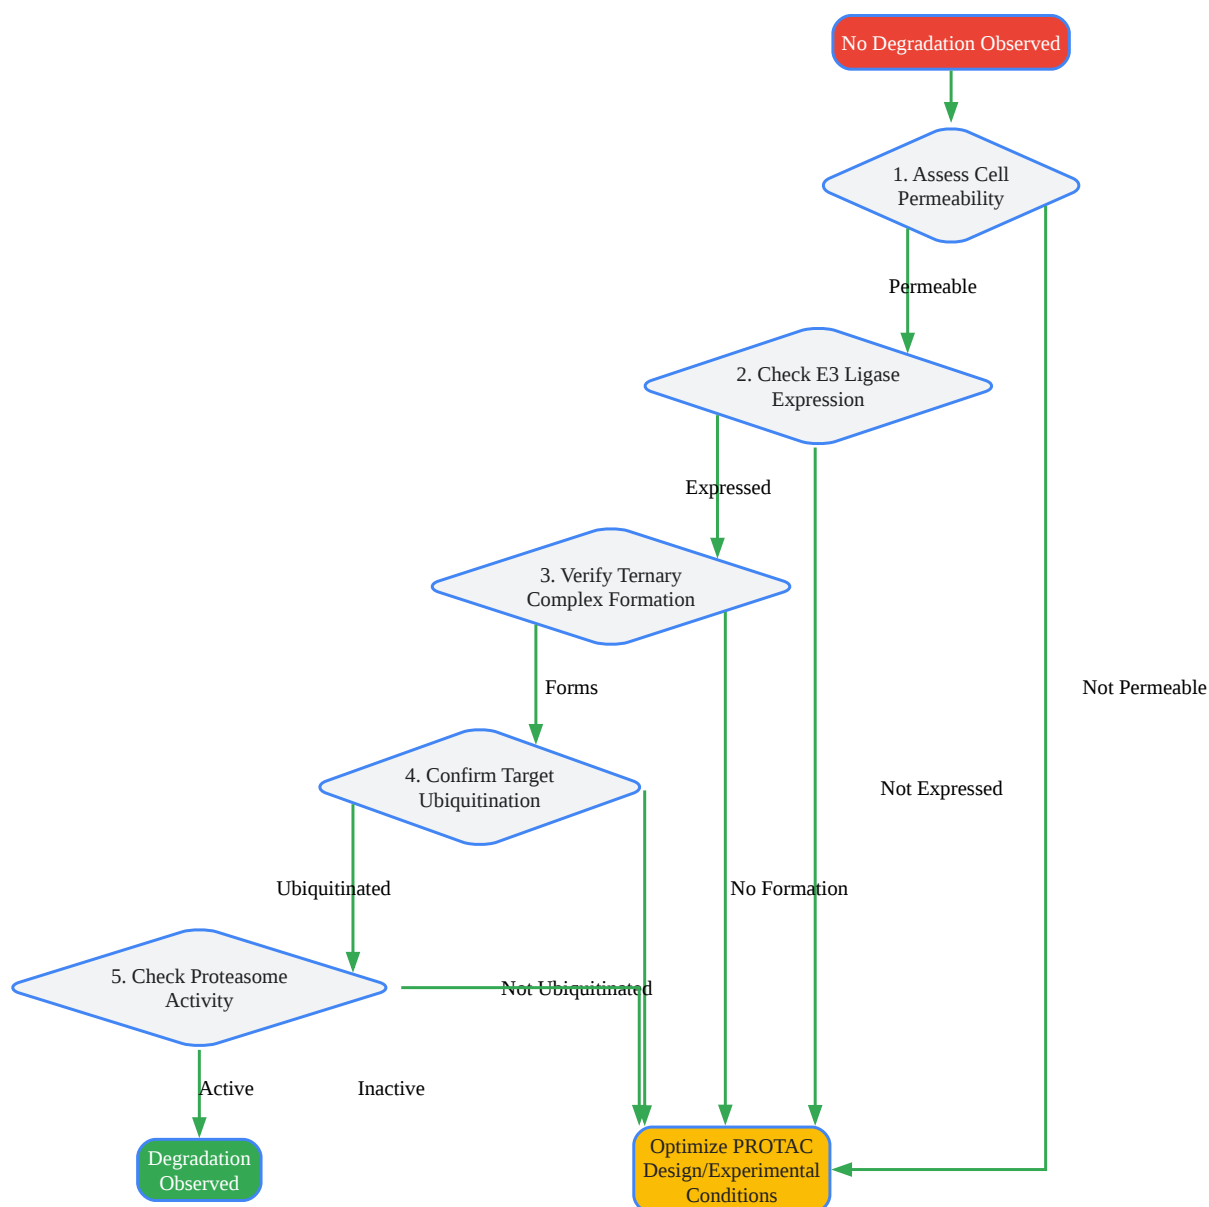 No Degradation Observed
1. Assess Cell
Permeability
Permeable
2. Check E3 Ligase
Expression
Expressed
3. Verify Ternary
Complex Formation
Forms
Not Permeable
4. Confirm Target
Ubiquitination
Not Expressed
Ubiquitinated
No Formation
5. Check Proteasome
Activity
Not Ubiquitinated
Active
Inactive
Degradation
Observed
Optimize PROTAC
Design/Experimental
Conditions